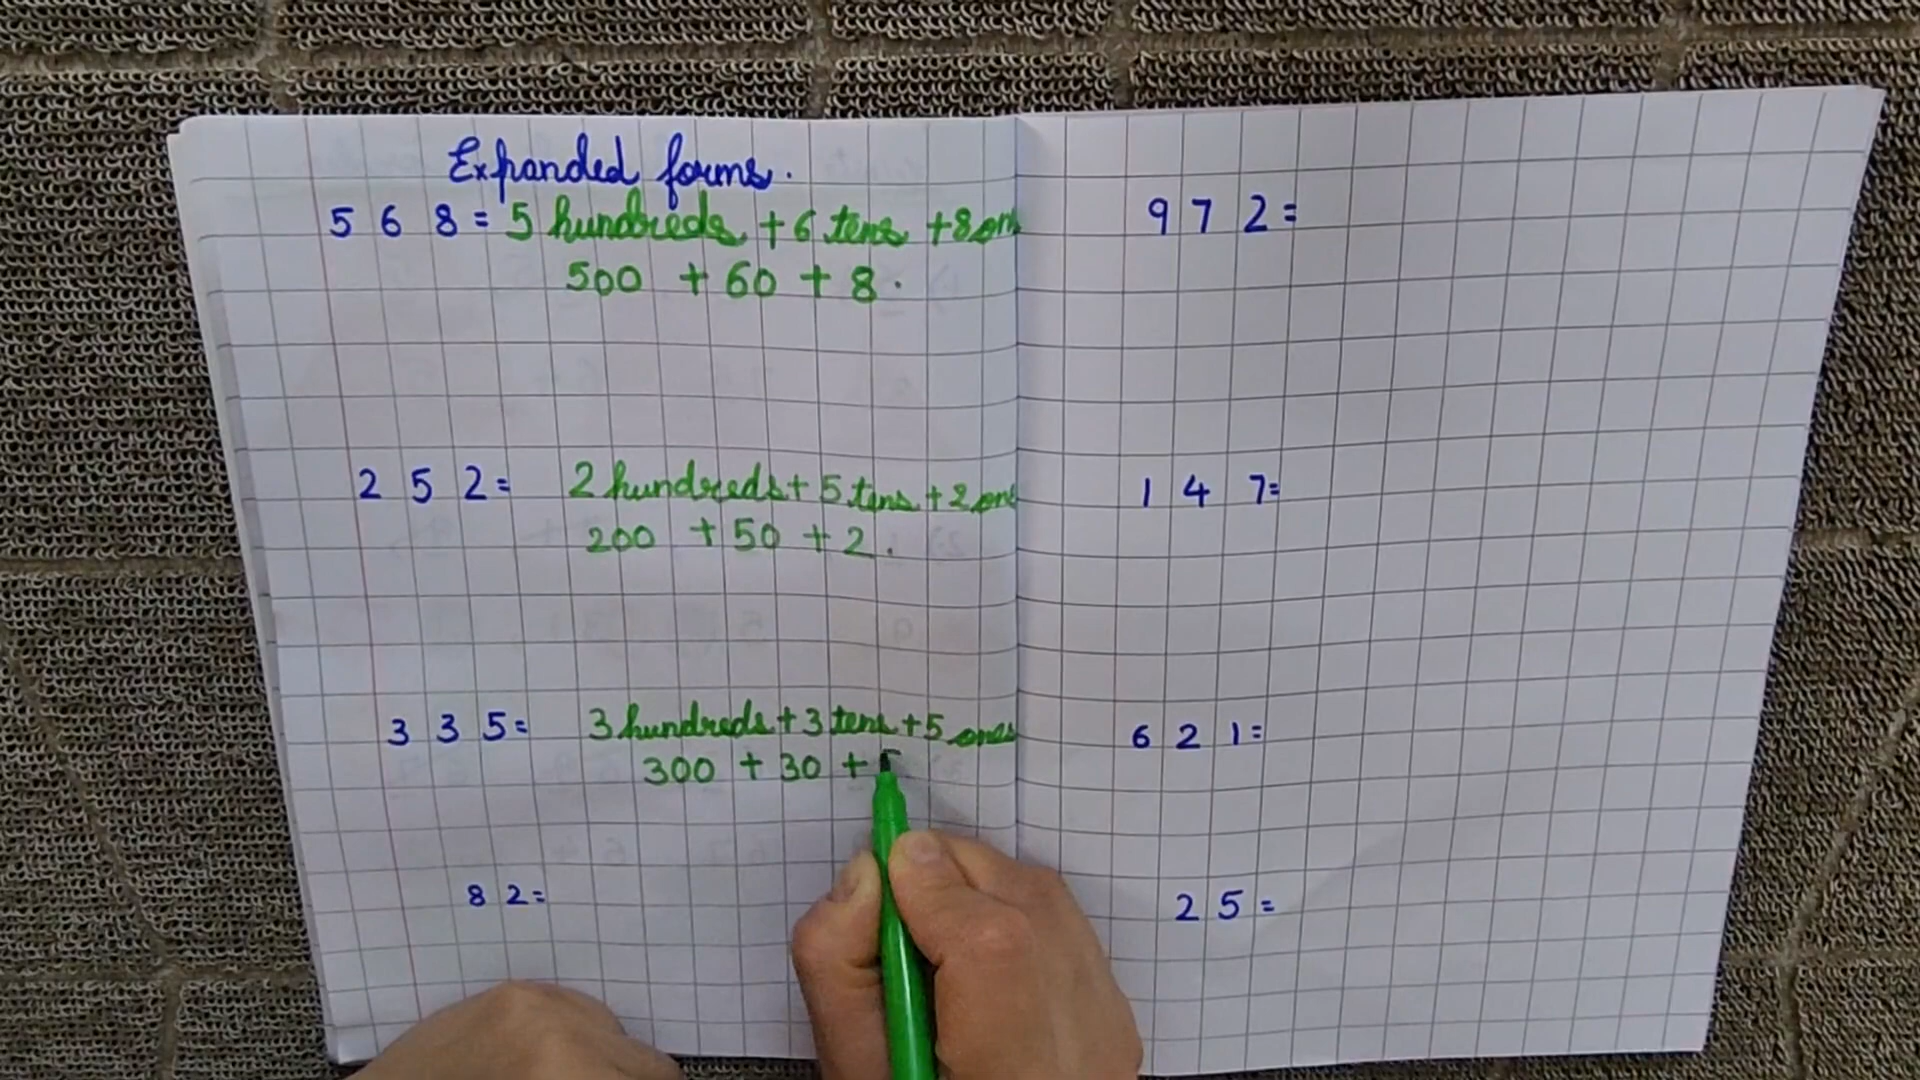 Expanded forms.
5 6 8 = 5 hundreds + 6 tens + 8 ones
500 + 60 + 8.
2 5 2 = 2 hundreds + 5 tens + 2 one
200 + 50 + 2.
3 3 5 = 3 hundreds + 3 tens + 5 ones
300 + 30 +
8 2 =
9 7 2 =
1 4 7 =
6 2 1 =
2 5 =